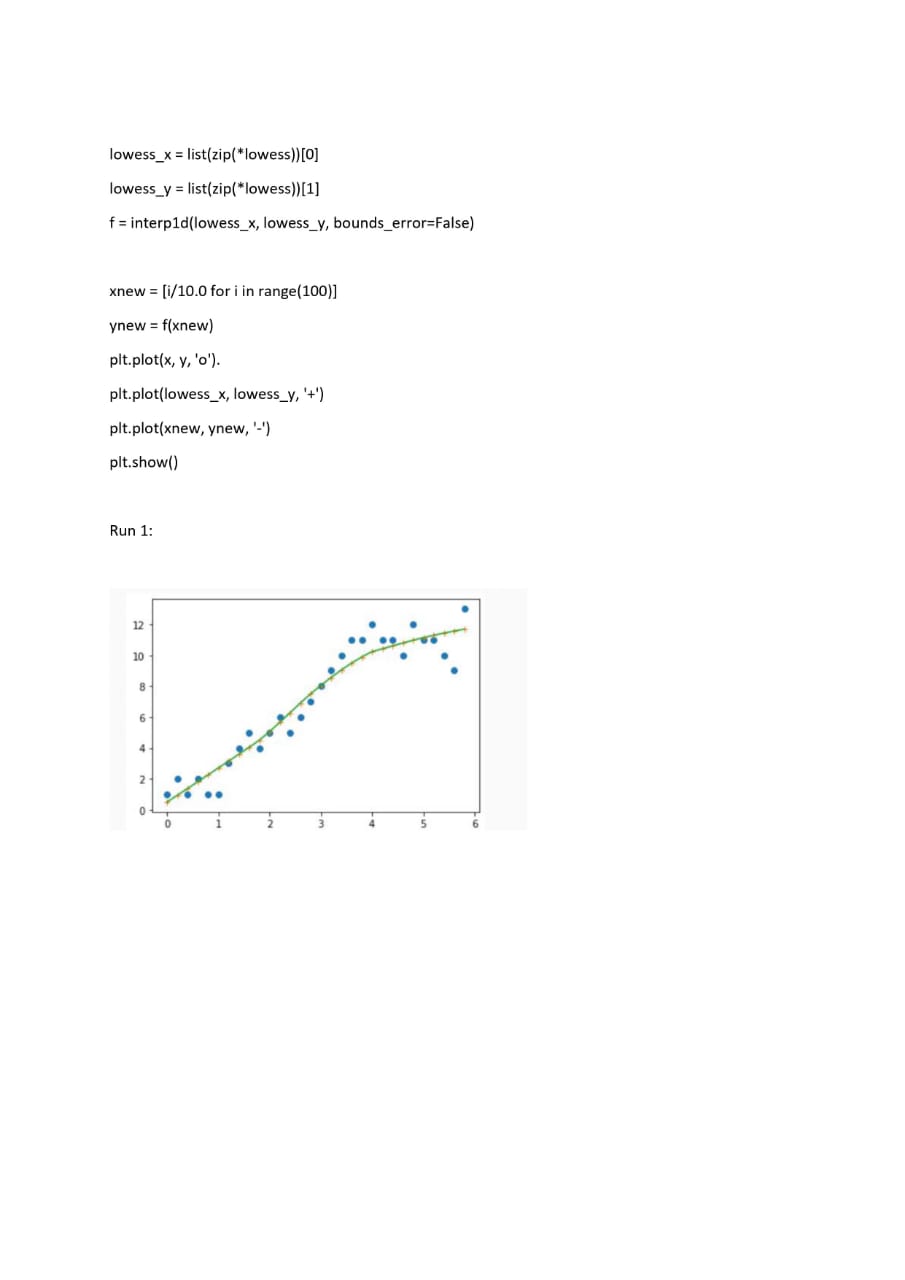 lowess_x = list(zip(*lowess))[0]
lowess_y = list(zip(*lowess))[1]
f = interp1d(lowess_x, lowess_y, bounds_error=False)
xnew = [i/10.0 for i in range(100)]
ynew = f(xnew)
plt.plot(x, y, 'o').
plt.plot(lowess_x, lowess_y, '+')
plt.plot(xnew, ynew, '-')
plt.show()
Run 1:
12
10
8
6
4
2
0
0 1 2 3 4 5 6